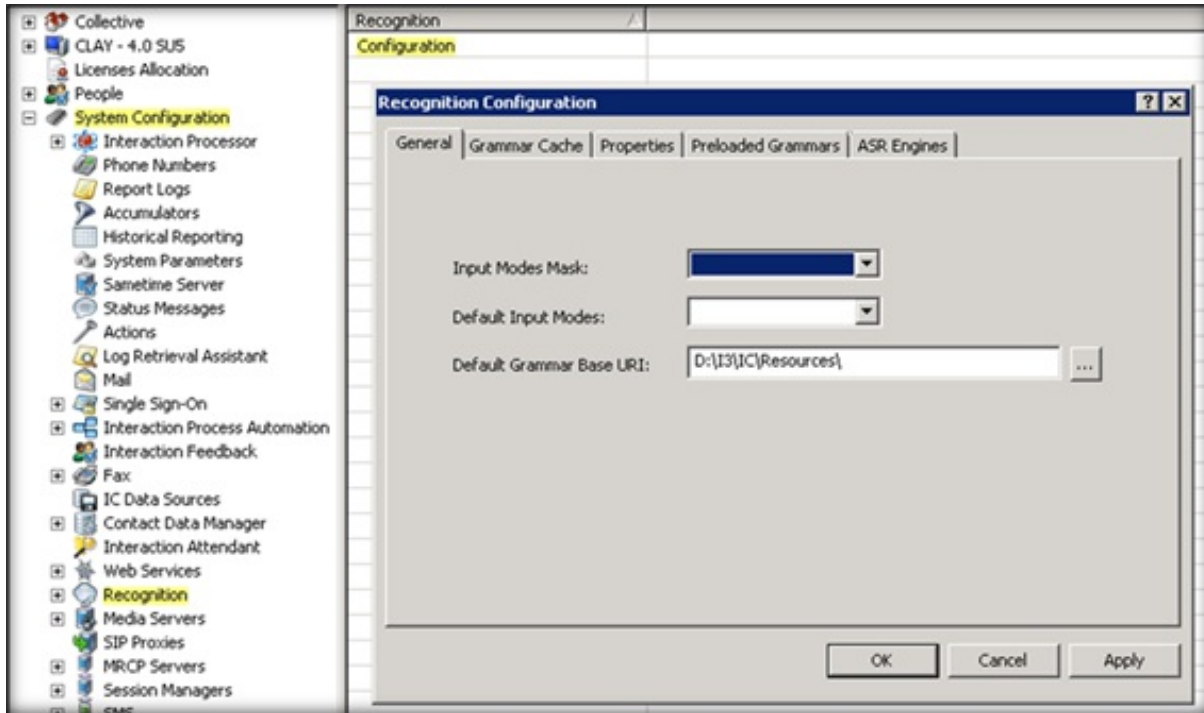 Collective
CLAY - 4.0 SU5
Licenses Allocation
People
System Configuration
Interaction Processor
Phone Numbers
Report Logs
Accumulators
Historical Reporting
System Parameters
Sametime Server
Status Messages
Actions
Log Retrieval Assistant
Mail
Single Sign-On
Interaction Process Automation
Interaction Feedback
Fax
IC Data Sources
Contact Data Manager
Interaction Attendant
Web Services
Recognition
Media Servers
SIP Proxies
MRCP Servers
Session Managers
SMS
Recognition
Configuration
Recognition Configuration
General Grammar Cache Properties Preloaded Grammars ASR Engines
Input Modes Mask:
Default Input Modes:
Default Grammar Base URI: D:\I3\IC\Resources\ ...
OK Cancel Apply